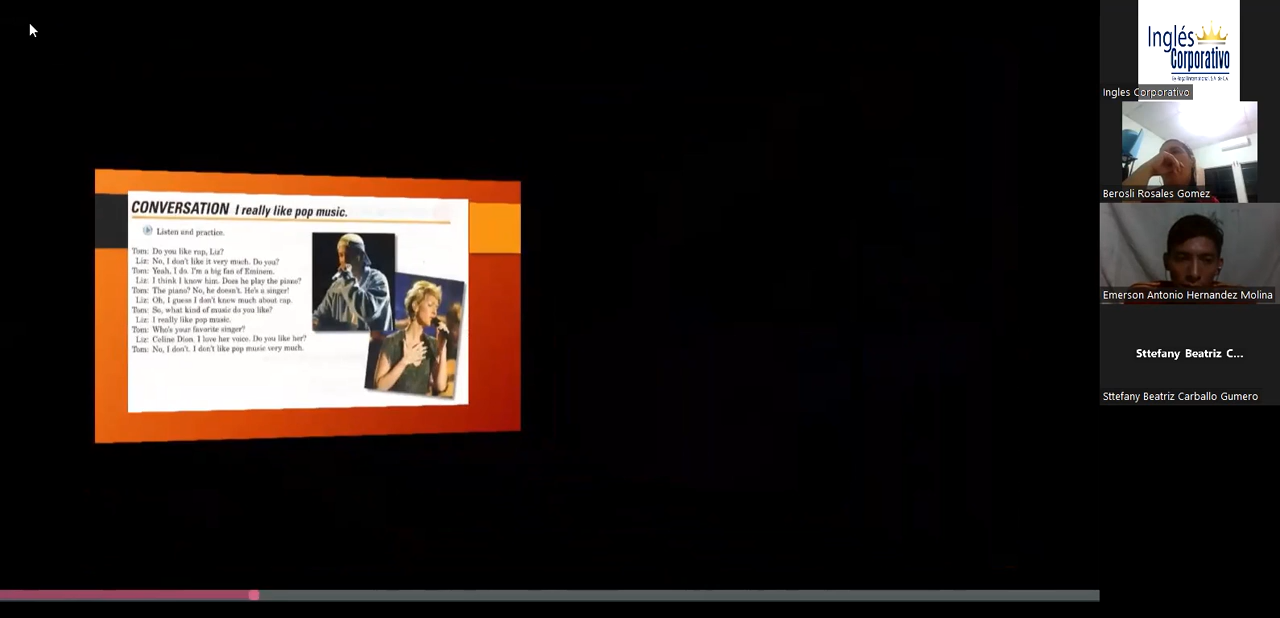 CONVERSATION I really like pop music.
Listen und practice.
Tom: Do you like rap, Liz?
Liz: No, I don't like it very much. Do you?
Tom: Yeah, I do. I'm a big fan of Eminem.
Liz: I think I know him. Does he play the piano?
Tom: The piano? No, he doesn't. He's a singer!
Liz: Oh, I guess I don't know much about rap.
Tom: So, what kind of music do you like?
Liz: I really like pop music.
Tom: Who's your favorite singer?
Liz: Celine Dion. I love her voice. Do you like her?
Tom: No, I don't. I don't like pop music very much.
Inglés
Corporativo
Ingles Corporativo
Berosli Rosales Gomez
Emerson Antonio Hernandez Molina
Sttefany Beatriz C...
Sttefany Beatriz Carballo Gumero